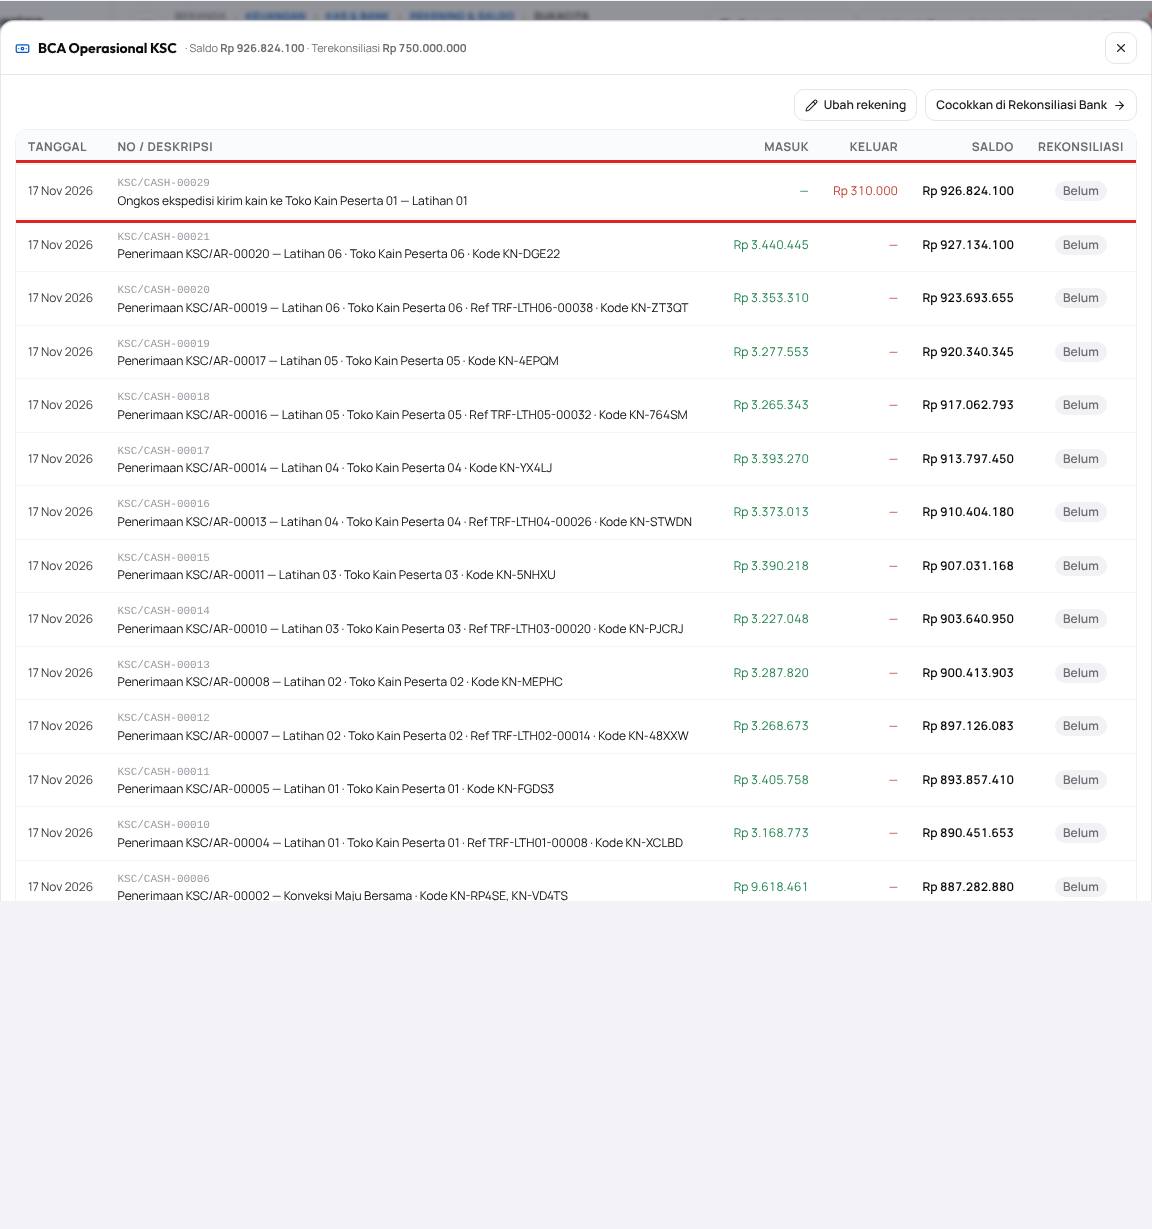 BERANDA KEUANGAN KAS & BANK REKENING & SALDO
BCA Operasional KSC · Saldo Rp 926.824.100 · Terekonsiliasi Rp 750.000.000
Ubah rekening Cocokkan di Rekonsiliasi Bank →
TANGGAL NO / DESKRIPSI MASUK KELUAR SALDO REKONSILIASI
KSC/CASH-00029
17 Nov 2026 — Rp 310.000 Rp 926.824.100 Belum
Ongkos ekspedisi kirim kain ke Toko Kain Peserta 01 — Latihan 01
KSC/CASH-00021
17 Nov 2026 Rp 3.440.445 — Rp 927.134.100 Belum
Penerimaan KSC/AR-00020 — Latihan 06 · Toko Kain Peserta 06 · Kode KN-DGE22
KSC/CASH-00020
17 Nov 2026 Rp 3.353.310 — Rp 923.693.655 Belum
Penerimaan KSC/AR-00019 — Latihan 06 · Toko Kain Peserta 06 · Ref TRF-LTH06-00038 · Kode KN-ZT3QT
KSC/CASH-00019
17 Nov 2026 Rp 3.277.553 — Rp 920.340.345 Belum
Penerimaan KSC/AR-00017 — Latihan 05 · Toko Kain Peserta 05 · Kode KN-4EPQM
KSC/CASH-00018
17 Nov 2026 Rp 3.265.343 — Rp 917.062.793 Belum
Penerimaan KSC/AR-00016 — Latihan 05 · Toko Kain Peserta 05 · Ref TRF-LTH05-00032 · Kode KN-764SM
KSC/CASH-00017
17 Nov 2026 Rp 3.393.270 — Rp 913.797.450 Belum
Penerimaan KSC/AR-00014 — Latihan 04 · Toko Kain Peserta 04 · Kode KN-YX4LJ
KSC/CASH-00016
17 Nov 2026 Rp 3.373.013 — Rp 910.404.180 Belum
Penerimaan KSC/AR-00013 — Latihan 04 · Toko Kain Peserta 04 · Ref TRF-LTH04-00026 · Kode KN-STWDN
KSC/CASH-00015
17 Nov 2026 Rp 3.390.218 — Rp 907.031.168 Belum
Penerimaan KSC/AR-00011 — Latihan 03 · Toko Kain Peserta 03 · Kode KN-5NHXU
KSC/CASH-00014
17 Nov 2026 Rp 3.227.048 — Rp 903.640.950 Belum
Penerimaan KSC/AR-00010 — Latihan 03 · Toko Kain Peserta 03 · Ref TRF-LTH03-00020 · Kode KN-PJCRJ
KSC/CASH-00013
17 Nov 2026 Rp 3.287.820 — Rp 900.413.903 Belum
Penerimaan KSC/AR-00008 — Latihan 02 · Toko Kain Peserta 02 · Kode KN-MEPHC
KSC/CASH-00012
17 Nov 2026 Rp 3.268.673 — Rp 897.126.083 Belum
Penerimaan KSC/AR-00007 — Latihan 02 · Toko Kain Peserta 02 · Ref TRF-LTH02-00014 · Kode KN-48XXW
KSC/CASH-00011
17 Nov 2026 Rp 3.405.758 — Rp 893.857.410 Belum
Penerimaan KSC/AR-00005 — Latihan 01 · Toko Kain Peserta 01 · Kode KN-FGDS3
KSC/CASH-00010
17 Nov 2026 Rp 3.168.773 — Rp 890.451.653 Belum
Penerimaan KSC/AR-00004 — Latihan 01 · Toko Kain Peserta 01 · Ref TRF-LTH01-00008 · Kode KN-XCLBD
KSC/CASH-00006
17 Nov 2026 Rp 9.618.461 — Rp 887.282.880 Belum
Penerimaan KSC/AR-00002 — Konveksi Maju Bersama · Kode KN-RP4SE, KN-VD4TS